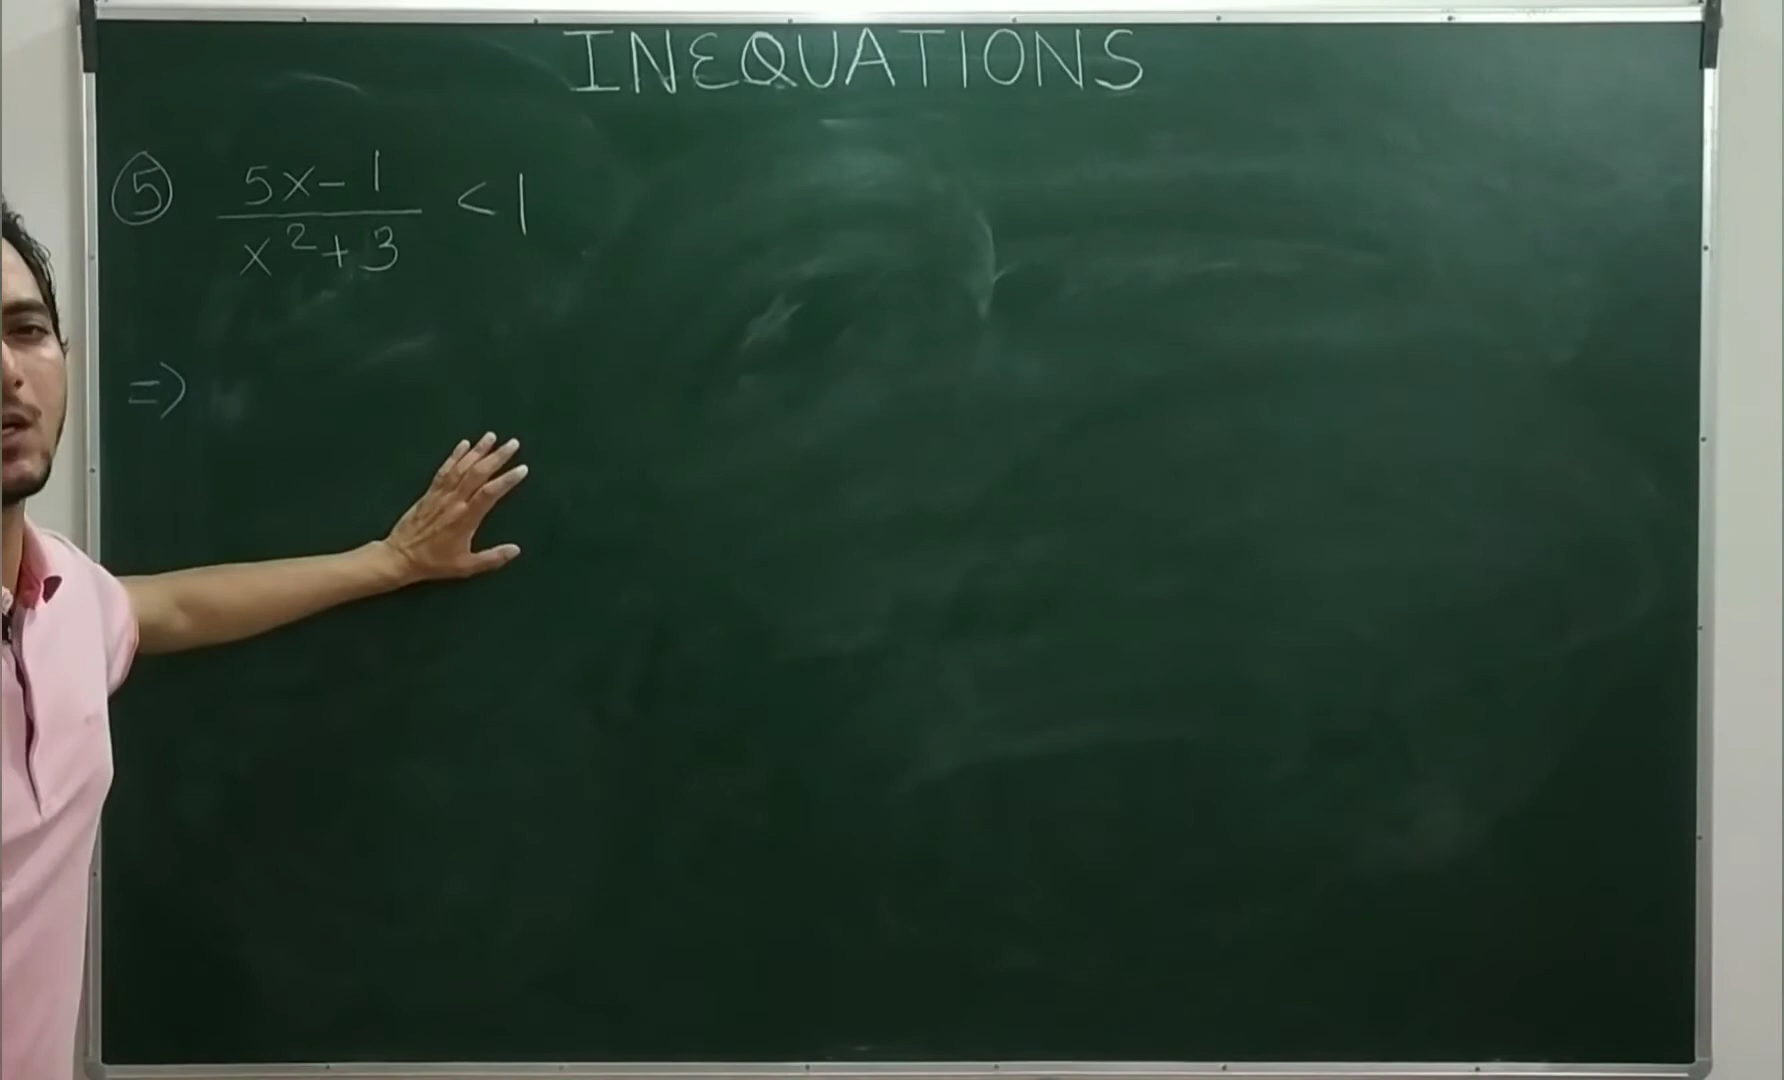 INEQUATIONS
⑤ 5x-1 / x²+3 < 1
=>